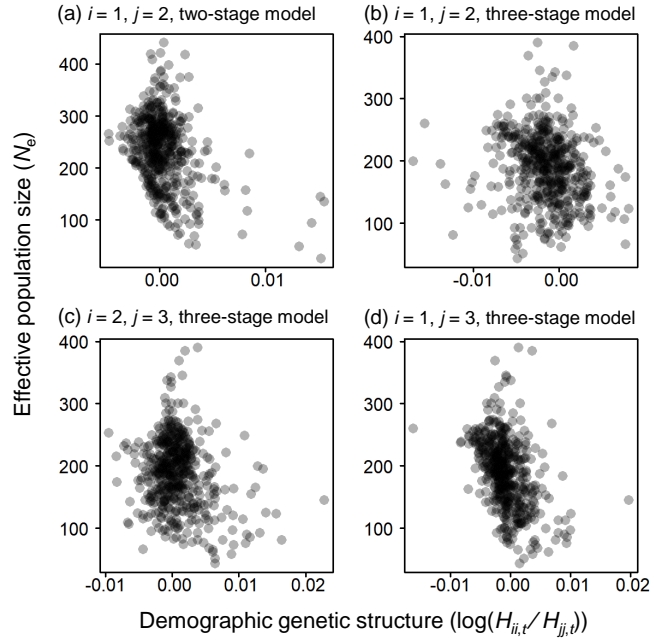 (a) i = 1, j = 2, two-stage model
(b) i = 1, j = 2, three-stage model
400
300
200
100
0.00 0.01
400
300
200
100
-0.01 0.00
(c) i = 2, j = 3, three-stage model
(d) i = 1, j = 3, three-stage model
400
300
200
100
-0.01 0.00 0.01 0.02
400
300
200
100
-0.01 0.00 0.01 0.02
Effective population size (Ne)
Demographic genetic structure (log(Hii,t/Hjj,t))